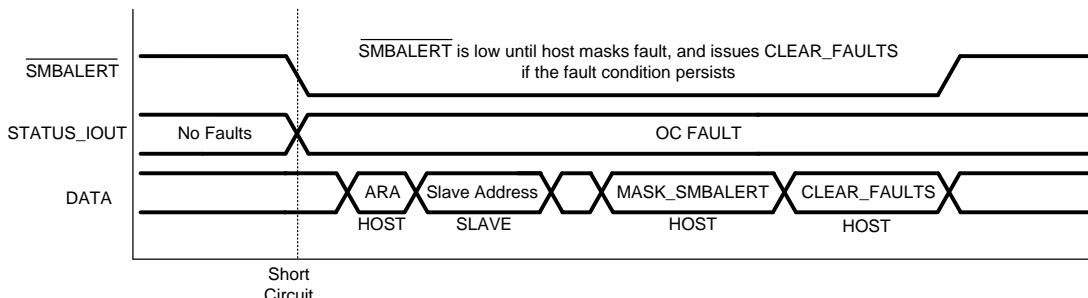 SMBALERT
SMBALERT is low until host masks fault, and issues CLEAR_FAULTS
if the fault condition persists
STATUS_IOUT
No Faults
OC FAULT
DATA
ARA
Slave Address
MASK_SMBALERT
CLEAR_FAULTS
HOST
SLAVE
HOST
HOST
Short
Circuit